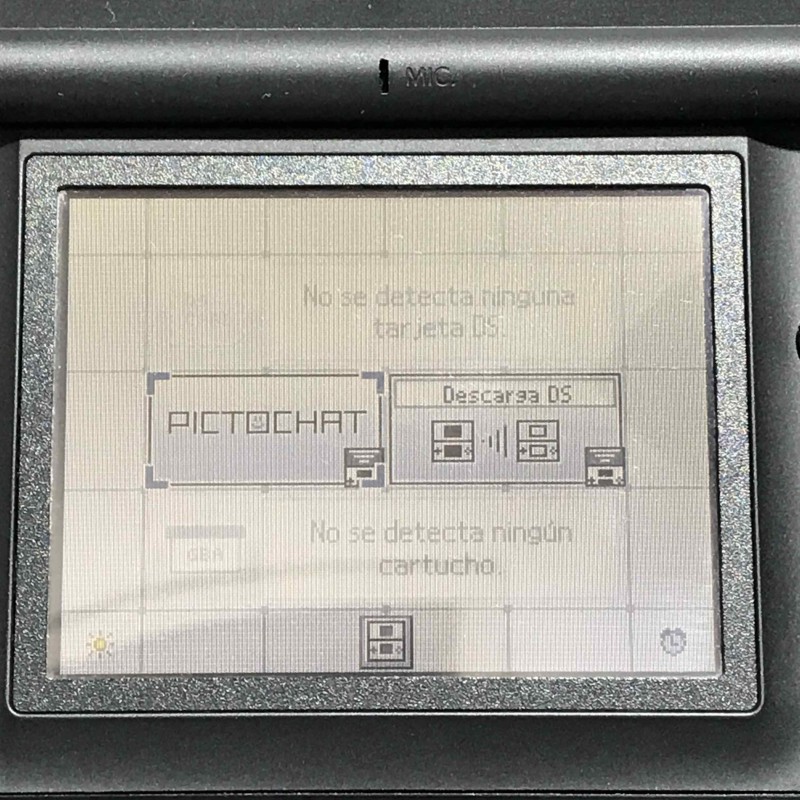 MIC.
No se detecta ninguna
tarjeta DS.
PICTOCHAT
Descarga DS
No se detecta ningún
cartucho.
GBA